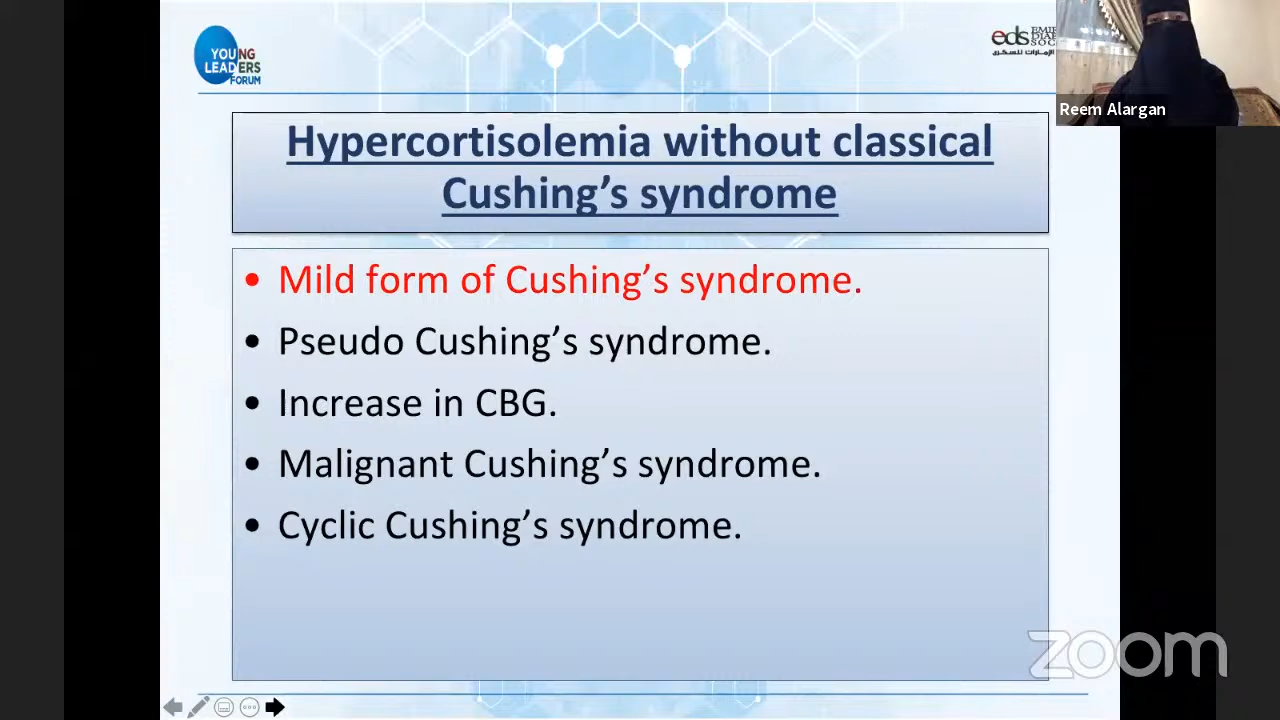 YOUNG
LEADERS
FORUM
eds
Reem Alargan
Hypercortisolemia without classical
Cushing’s syndrome
• Mild form of Cushing’s syndrome.
• Pseudo Cushing’s syndrome.
• Increase in CBG.
• Malignant Cushing’s syndrome.
• Cyclic Cushing’s syndrome.
zoom